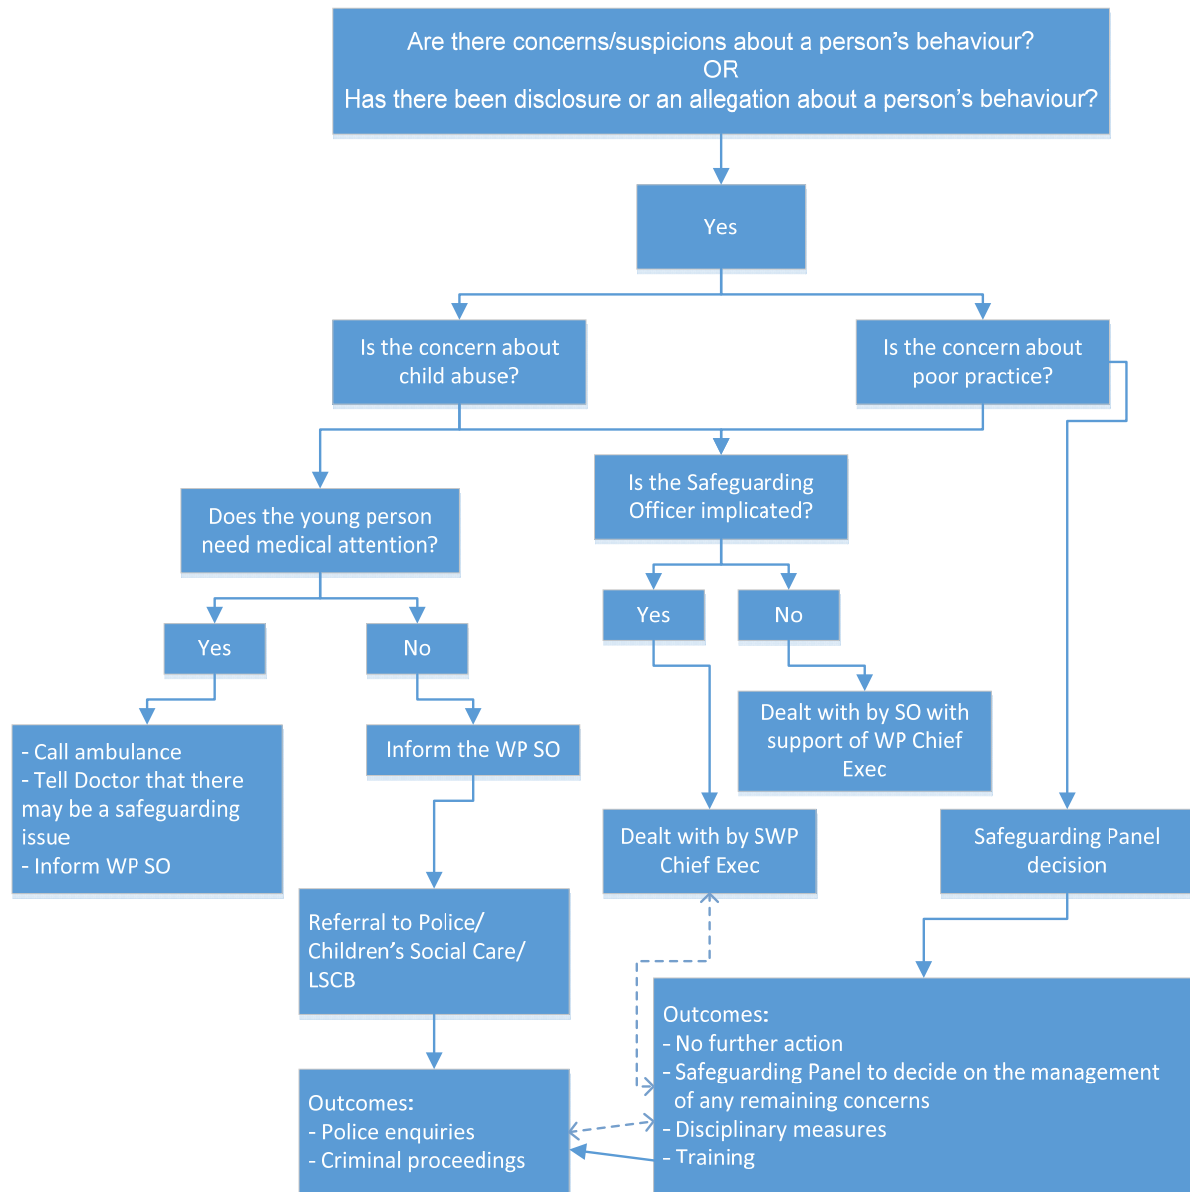 Are there concerns/suspicions about a person’s behaviour?
OR
Has there been disclosure or an allegation about a person’s behaviour?
Yes
Is the concern about
child abuse?
Is the concern about
poor practice?
Does the young person
need medical attention?
Is the Safeguarding
Officer implicated?
Yes
No
Yes
No
- Call ambulance
- Tell Doctor that there
may be a safeguarding
issue
- Inform WP SO
Inform the WP SO
Dealt with by SO with
support of WP Chief
Exec
Dealt with by SWP
Chief Exec
Safeguarding Panel
decision
Referral to Police/
Children’s Social Care/
LSCB
Outcomes:
- Police enquiries
- Criminal proceedings
Outcomes:
- No further action
- Safeguarding Panel to decide on the management
of any remaining concerns
- Disciplinary measures
- Training